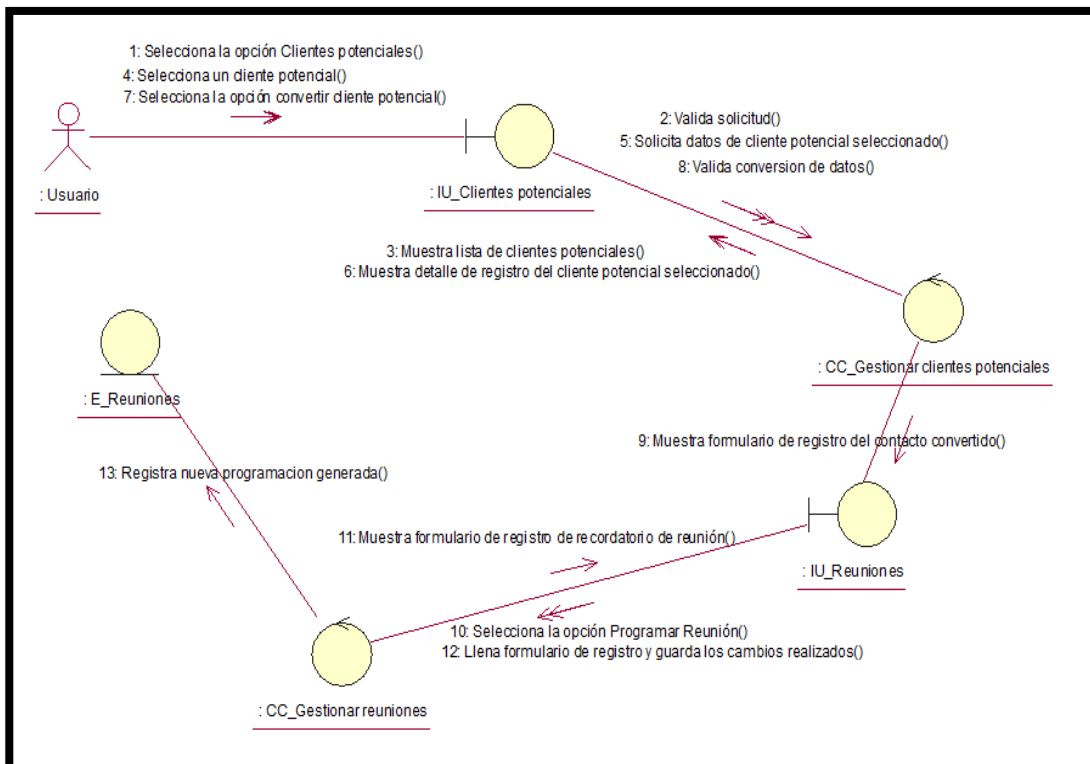 1: Selecciona la opción Clientes potenciales()
4: Selecciona un cliente potencial()
7: Selecciona la opción convertir cliente potencial()
: Usuario
: IU_Clientes potenciales
2: Valida solicitud()
5: Solicita datos de cliente potencial seleccionado()
8: Valida conversion de datos()
3: Muestra lista de clientes potenciales()
6: Muestra detalle de registro del cliente potencial seleccionado()
: CC_Gestionar clientes potenciales
: E_Reuniones
9: Muestra formulario de registro del contacto convertido()
13: Registra nueva programacion generada()
11: Muestra formulario de registro de recordatorio de reunión()
: IU_Reuniones
10: Selecciona la opción Programar Reunión()
12: Llena formulario de registro y guarda los cambios realizados()
: CC_Gestionar reuniones